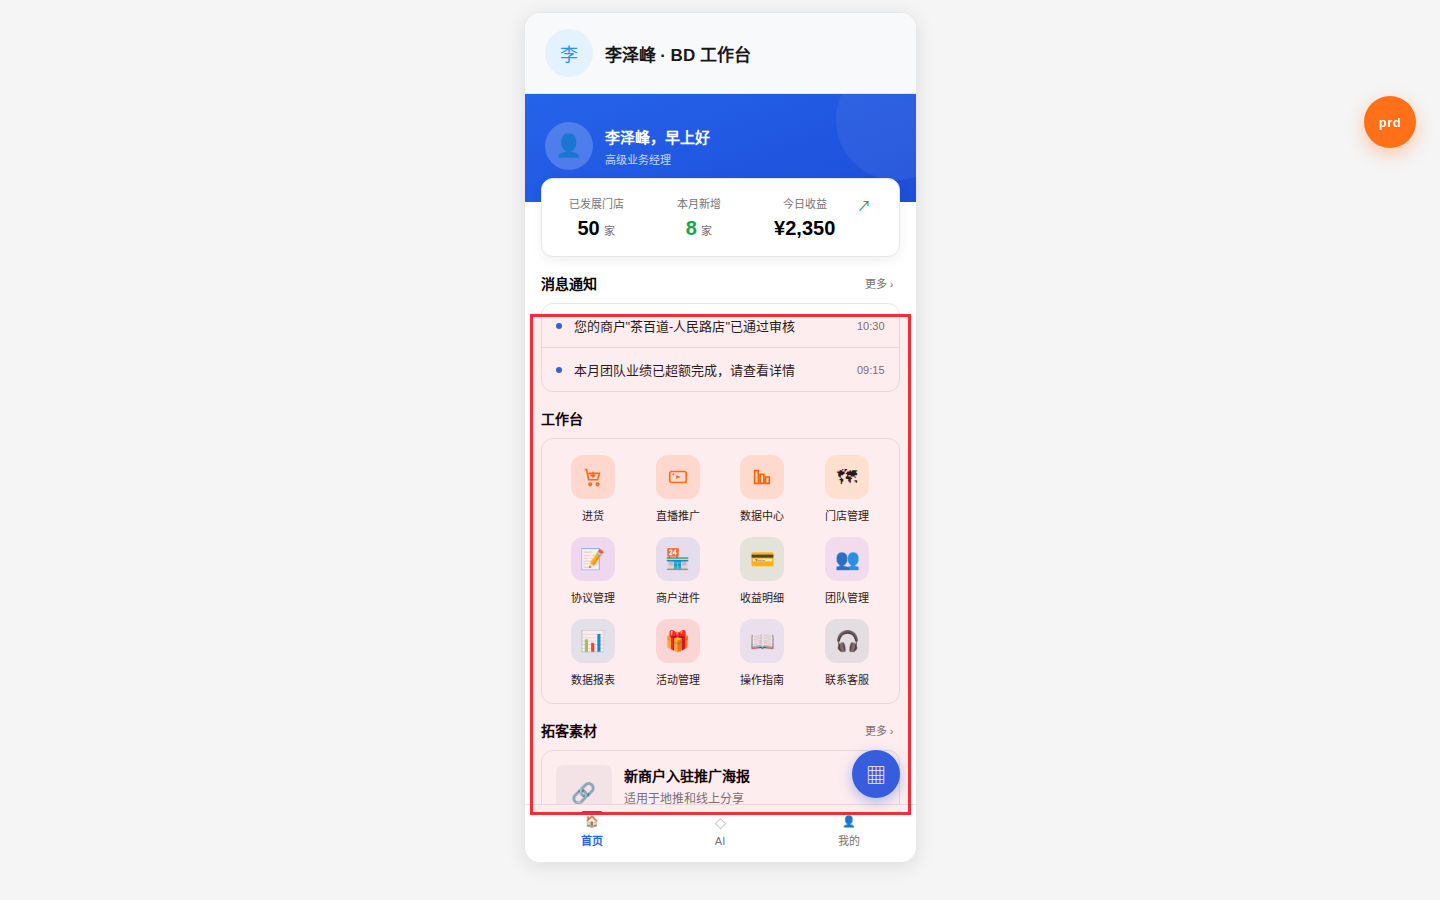 李 李泽峰 · BD 工作台
prd
李泽峰，早上好
高级业务经理
已发展门店 本月新增 今日收益
50 家 8 家 ¥2,350
消息通知 更多 ›
您的商户"茶百道-人民路店"已通过审核 10:30
本月团队业绩已超额完成，请查看详情 09:15
工作台
进货 直播推广 数据中心 门店管理
协议管理 商户进件 收益明细 团队管理
数据报表 活动管理 操作指南 联系客服
拓客素材 更多 ›
新商户入驻推广海报
适用于地推和线上分享
首页 AI 我的